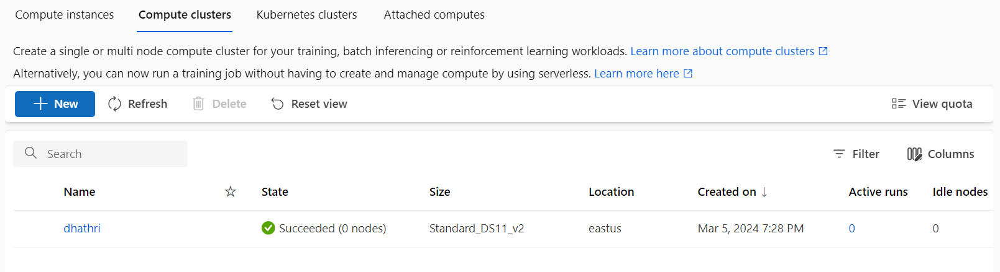 Compute instances Compute clusters Kubernetes clusters Attached computes
Create a single or multi node compute cluster for your training, batch inferencing or reinforcement learning workloads. Learn more about compute clusters
Alternatively, you can now run a training job without having to create and manage compute by using serverless. Learn more here
New Refresh Delete Reset view View quota
Search Filter Columns
Name State Size Location Created on ↓ Active runs Idle nodes
dhathri Succeeded (0 nodes) Standard_DS11_v2 eastus Mar 5, 2024 7:28 PM 0 0